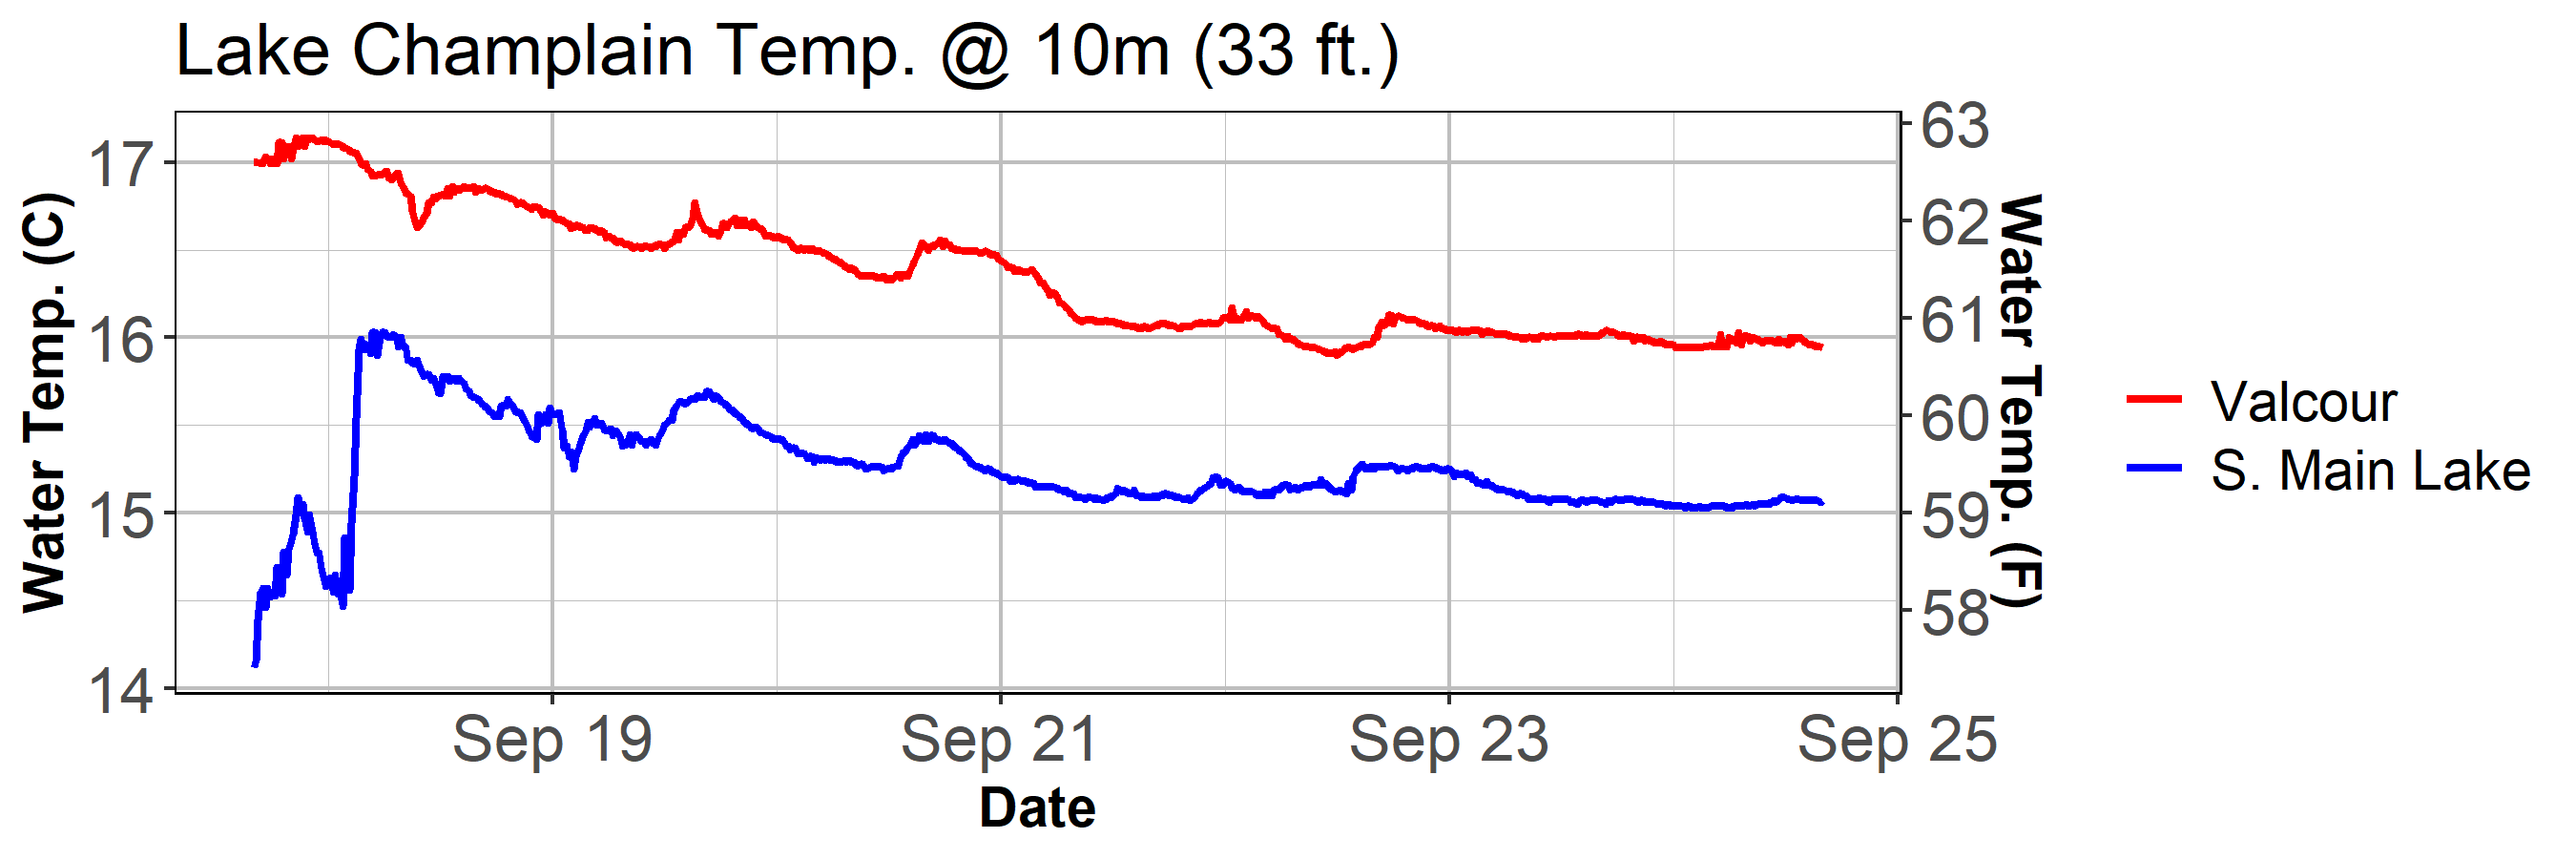 Lake Champlain Temp. @ 10m (33 ft.)
Water Temp. (C)
17
16
15
14
63
62
61
60
59
58
Water Temp. (F)
Sep 19 Sep 21 Sep 23 Sep 25
Date
Valcour
S. Main Lake